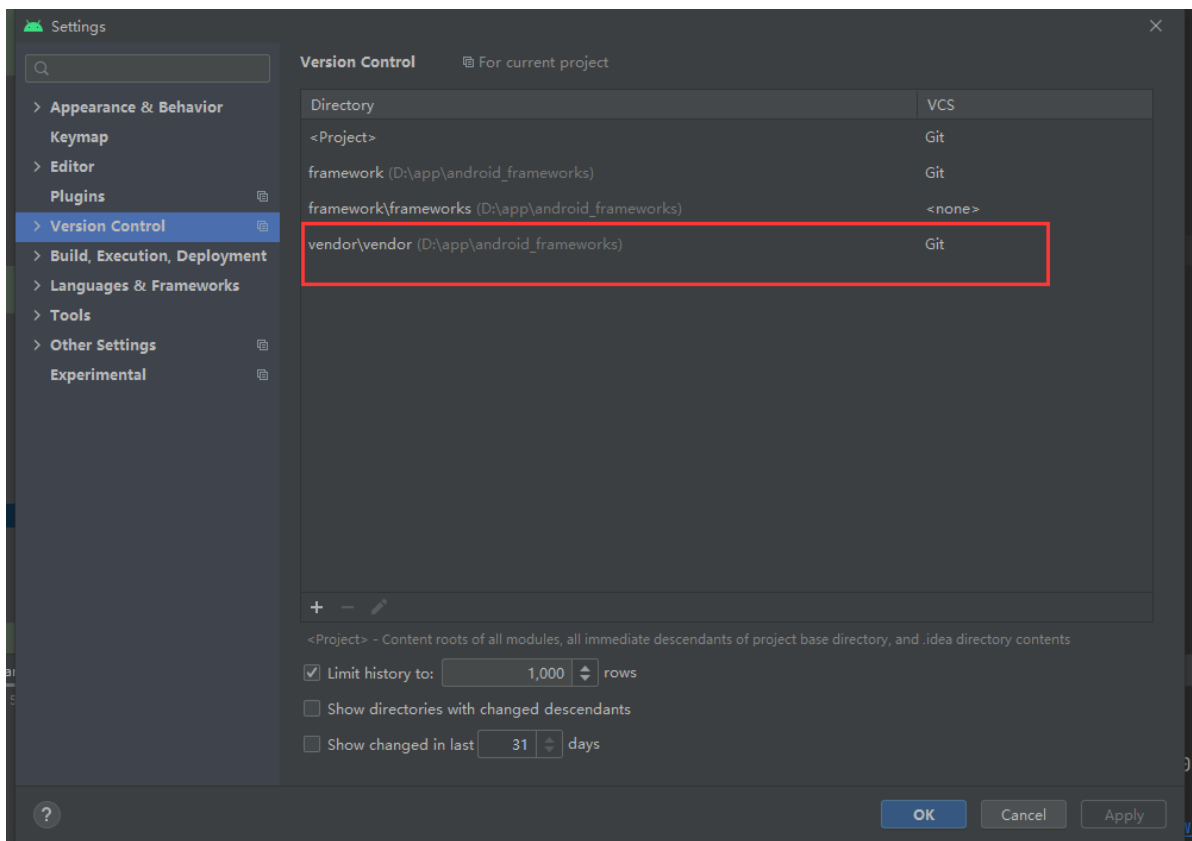 Settings
Version Control For current project
Appearance & Behavior
Keymap
Editor
Plugins
Version Control
Build, Execution, Deployment
Languages & Frameworks
Tools
Other Settings
Experimental
Directory VCS
<Project> Git
framework (D:\app\android_frameworks) Git
framework\frameworks (D:\app\android_frameworks) <none>
vendor\vendor (D:\app\android_frameworks) Git
<Project> - Content roots of all modules, all immediate descendants of project base directory, and .idea directory contents
Limit history to: 1,000 rows
Show directories with changed descendants
Show changed in last 31 days
? OK Cancel Apply